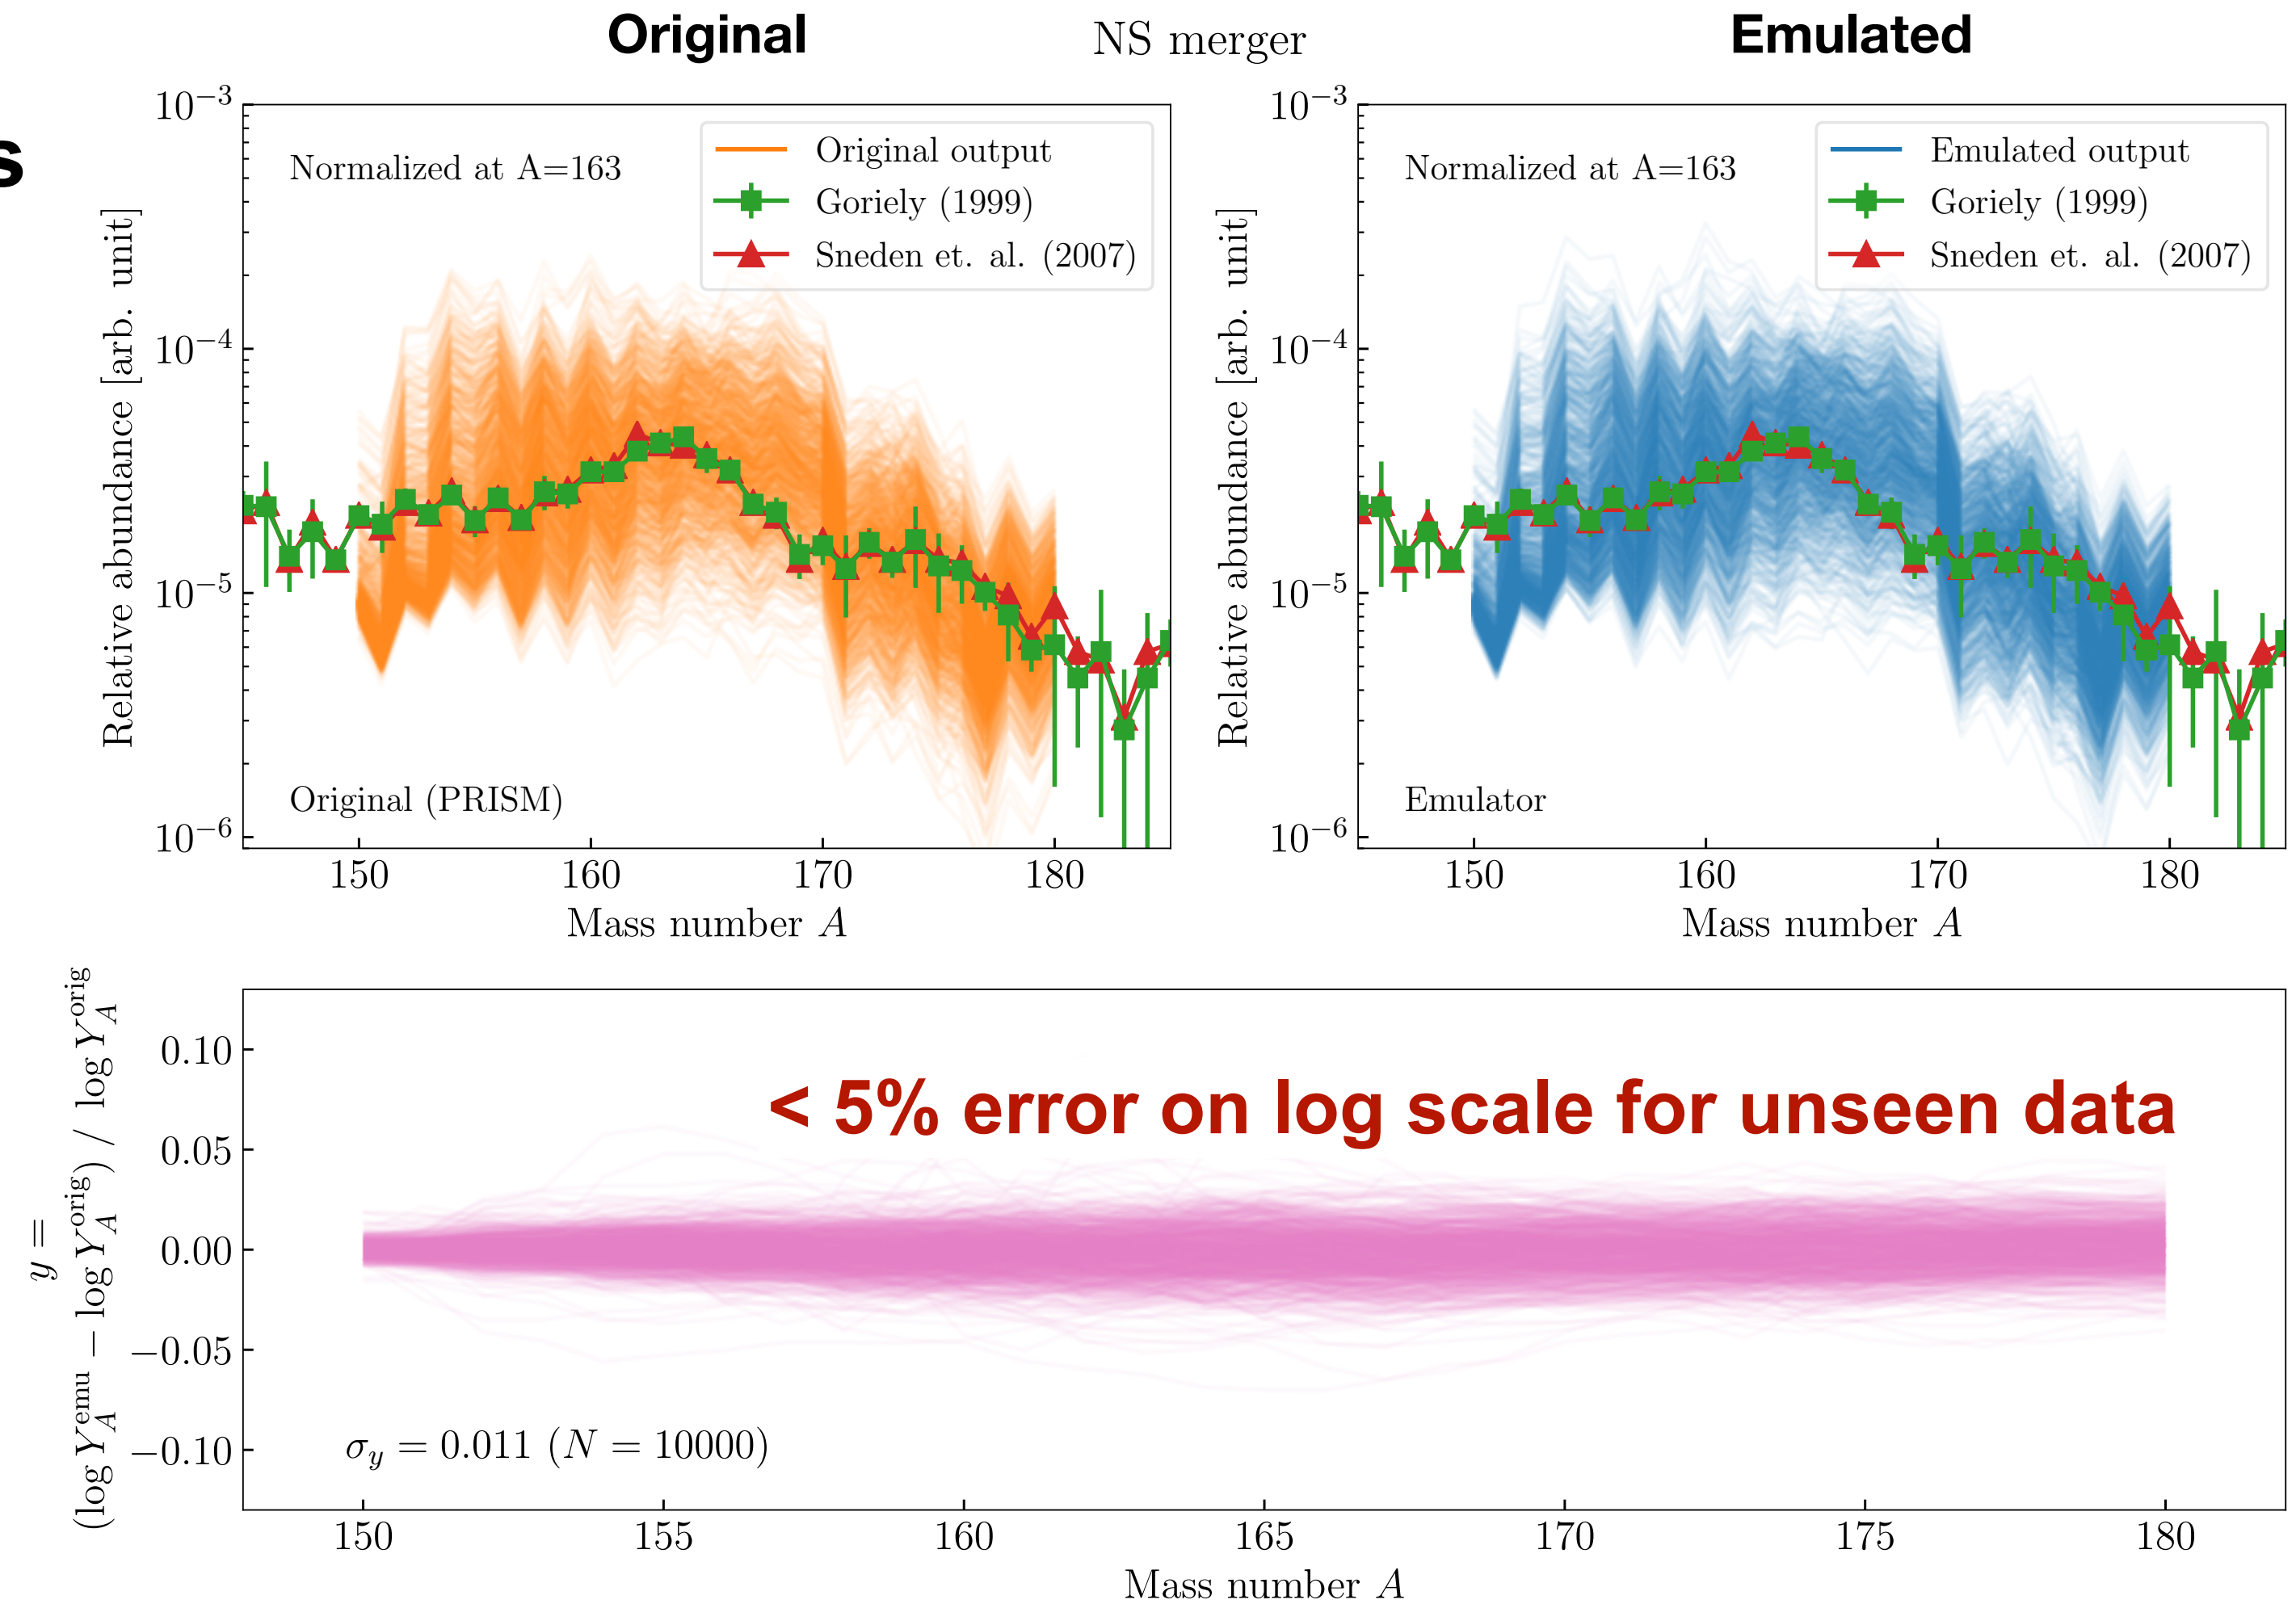 Original
NS merger
Emulated
s
10⁻³
10⁻⁴
10⁻⁵
10⁻⁶
Relative abundance [arb. unit]
Normalized at A=163
Original output
Goriely (1999)
Sneden et. al. (2007)
Original (PRISM)
150 160 170 180
Mass number A
10⁻³
10⁻⁴
10⁻⁵
10⁻⁶
Relative abundance [arb. unit]
Normalized at A=163
Emulated output
Goriely (1999)
Sneden et. al. (2007)
Emulator
150 160 170 180
Mass number A
y =
(log Y_A^emu − log Y_A^orig) / log Y_A^orig
0.10
0.05
0.00
−0.05
−0.10
< 5% error on log scale for unseen data
σ_y = 0.011 (N = 10000)
150 155 160 165 170 175 180
Mass number A